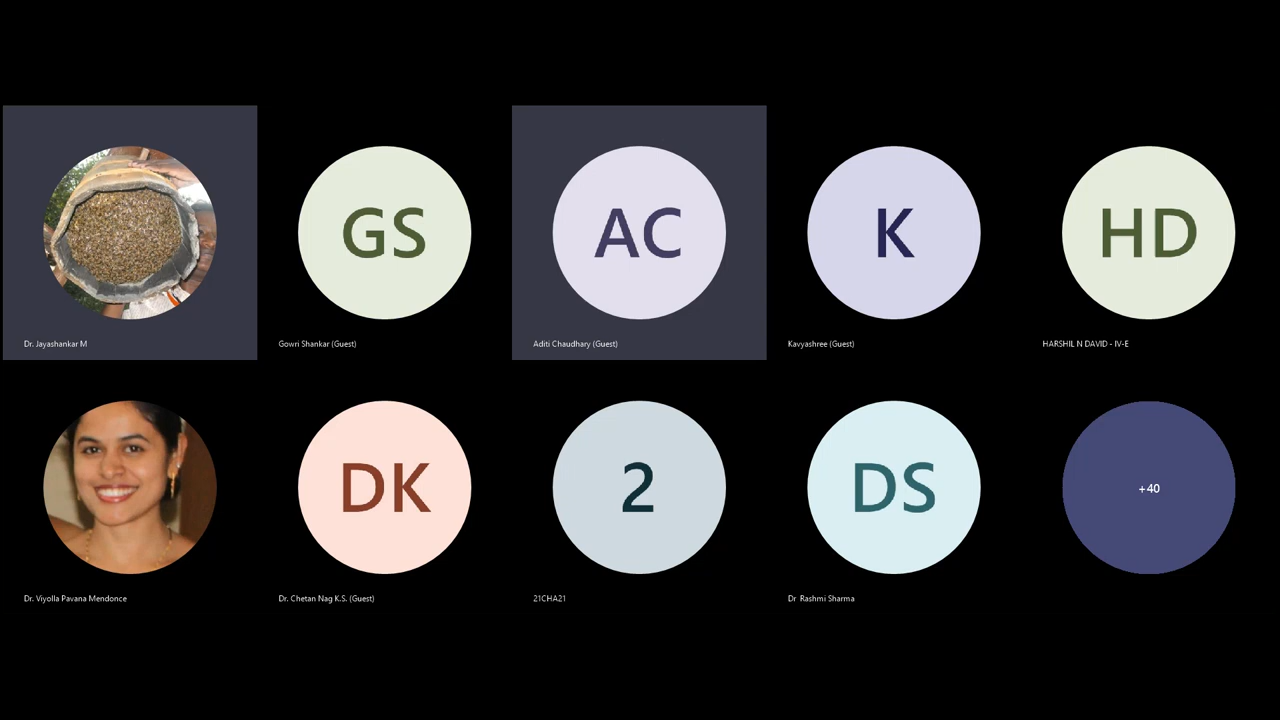 GS
AC
K
HD
Dr. Jayashankar M
Gowri Shankar (Guest)
Aditi Chaudhary (Guest)
Kavyashree (Guest)
HARSHIL N DAVID - IV-E
DK
2
DS
+40
Dr. Viyolla Pavana Mendonce
Dr. Chetan Nag K.S. (Guest)
21CHA21
Dr Rashmi Sharma